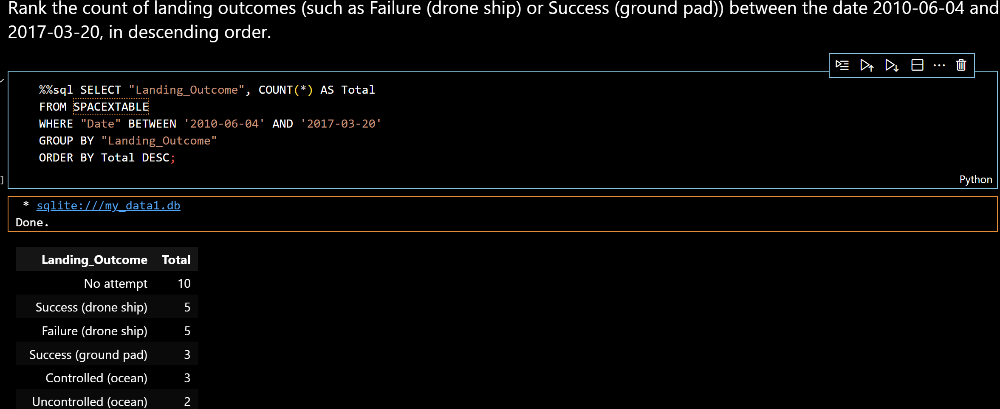 Rank the count of landing outcomes (such as Failure (drone ship) or Success (ground pad)) between the date 2010-06-04 and
2017-03-20, in descending order.
%%sql SELECT "Landing_Outcome", COUNT(*) AS Total
FROM SPACEXTABLE
WHERE "Date" BETWEEN '2010-06-04' AND '2017-03-20'
GROUP BY "Landing_Outcome"
ORDER BY Total DESC;
]
Python
* sqlite:///my_data1.db
Done.
Landing_Outcome Total
No attempt 10
Success (drone ship) 5
Failure (drone ship) 5
Success (ground pad) 3
Controlled (ocean) 3
Uncontrolled (ocean) 2